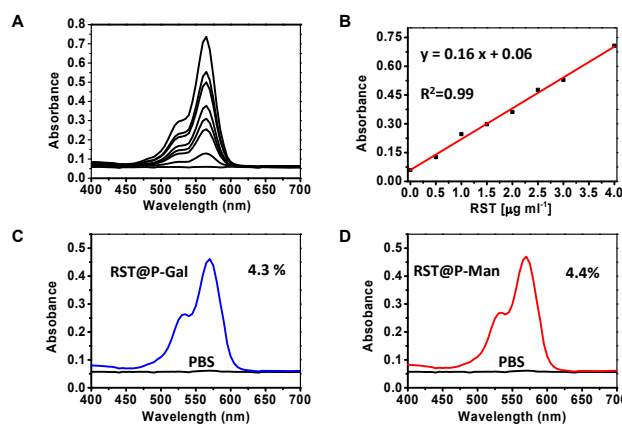 A
0.8
0.7
0.6
0.5
0.4
0.3
0.2
0.1
0.0
Absorbance
400 450 500 550 600 650 700
Wavelength (nm)
B
0.75
0.60
0.45
0.30
0.15
0.00
Absorbance
y = 0.16 x + 0.06
R²=0.99
0.0 0.5 1.0 1.5 2.0 2.5 3.0 3.5 4.0
RST [μg ml⁻¹]
C
0.5
0.4
0.3
0.2
0.1
0.0
Absobance
RST@P-Gal 4.3 %
PBS
400 450 500 550 600 650 700
Wavelength (nm)
D
0.5
0.4
0.3
0.2
0.1
0.0
Absobance
RST@P-Man 4.4%
PBS
400 450 500 550 600 650 700
Wavelength (nm)